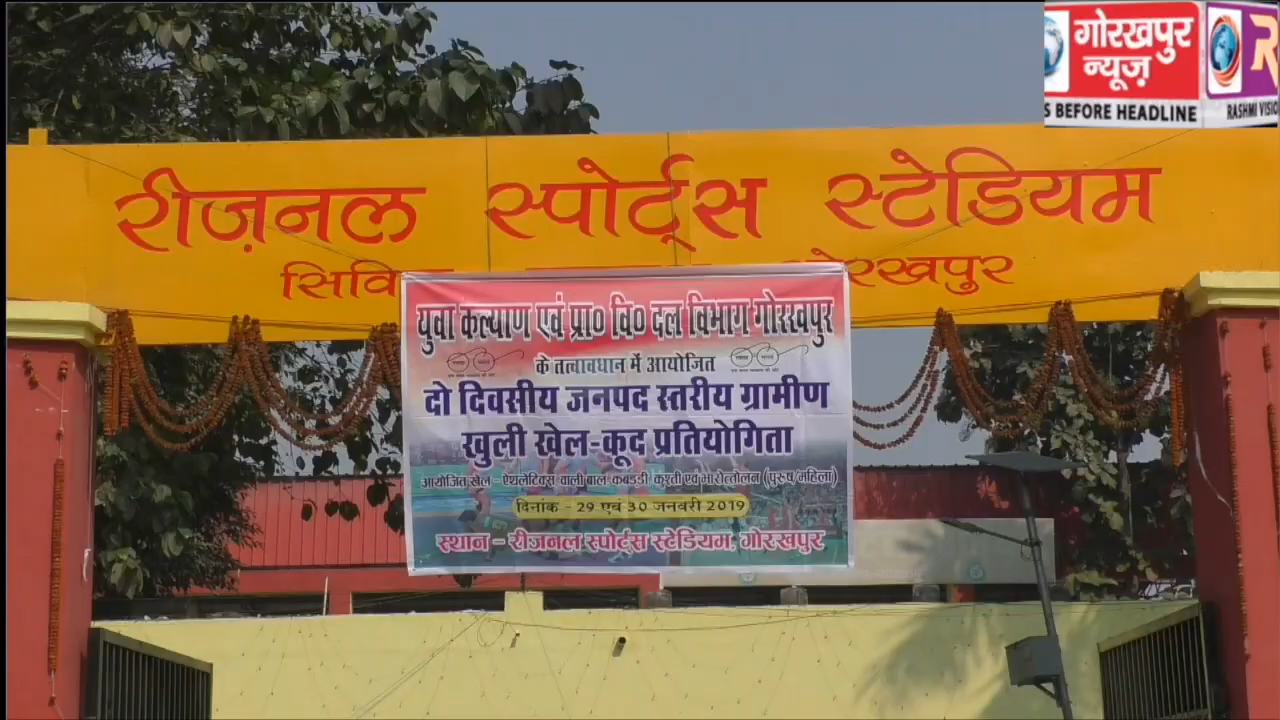 गोरखपुर
न्यूज़
S BEFORE HEADLINE
R
RASHMI VISIO
रीज़नल स्पोर्ट्स स्टेडियम
सिवि गोरखपुर
युवा कल्याण एवं प्रा० वि० दल विभाग गोरखपुर
के तत्वावधान में आयोजित
दो दिवसीय जनपद स्तरीय ग्रामीण
खुली खेल-कूद प्रतियोगिता
आयोजित खेल - ऐथलेटिक्स वाली बाल कबड्डी कुश्ती एवं भारोत्तोलन (पुरूष/महिला)
दिनांक - 29 एवं 30 जनवरी 2019
स्थान - रीजनल स्पोर्ट्स स्टेडियम, गोरखपुर